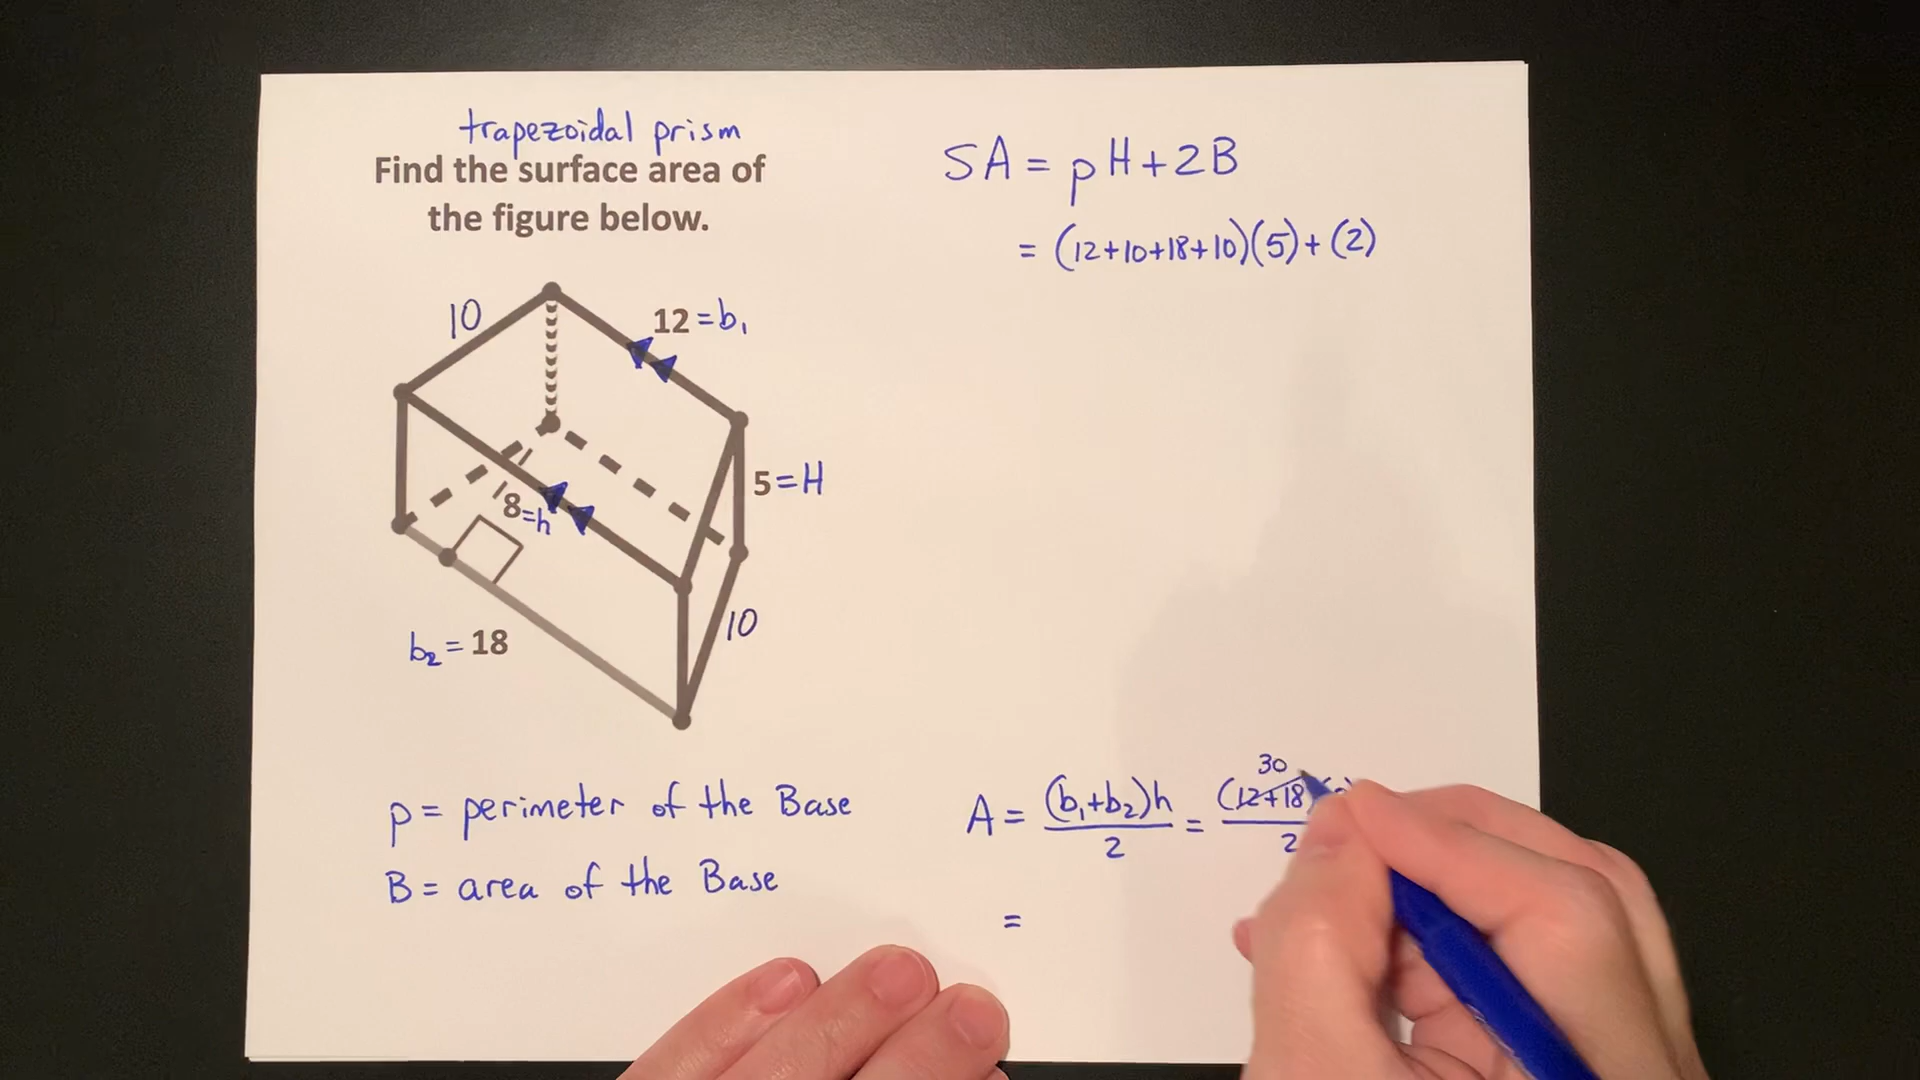 trapezoidal prism
Find the surface area of
the figure below.
SA = pH+2B
= (12+10+18+10)(5)+(2)
10
12 =b₁
5=H
8=h
10
b₂ = 18
p= perimeter of the Base
B= area of the Base
30
A = (b₁+b₂)h/2 = (12+18)/2
=